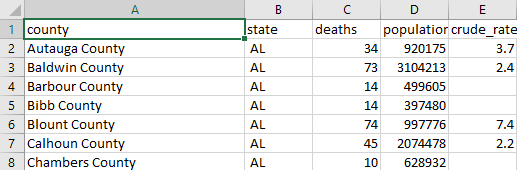 A B C D E
1 county state deaths population crude_rate
2 Autauga County AL 34 920175 3.7
3 Baldwin County AL 73 3104213 2.4
4 Barbour County AL 14 499605
5 Bibb County AL 14 397480
6 Blount County AL 74 997776 7.4
7 Calhoun County AL 45 2074478 2.2
8 Chambers County AL 10 628932